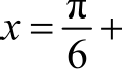 x = π/6 +